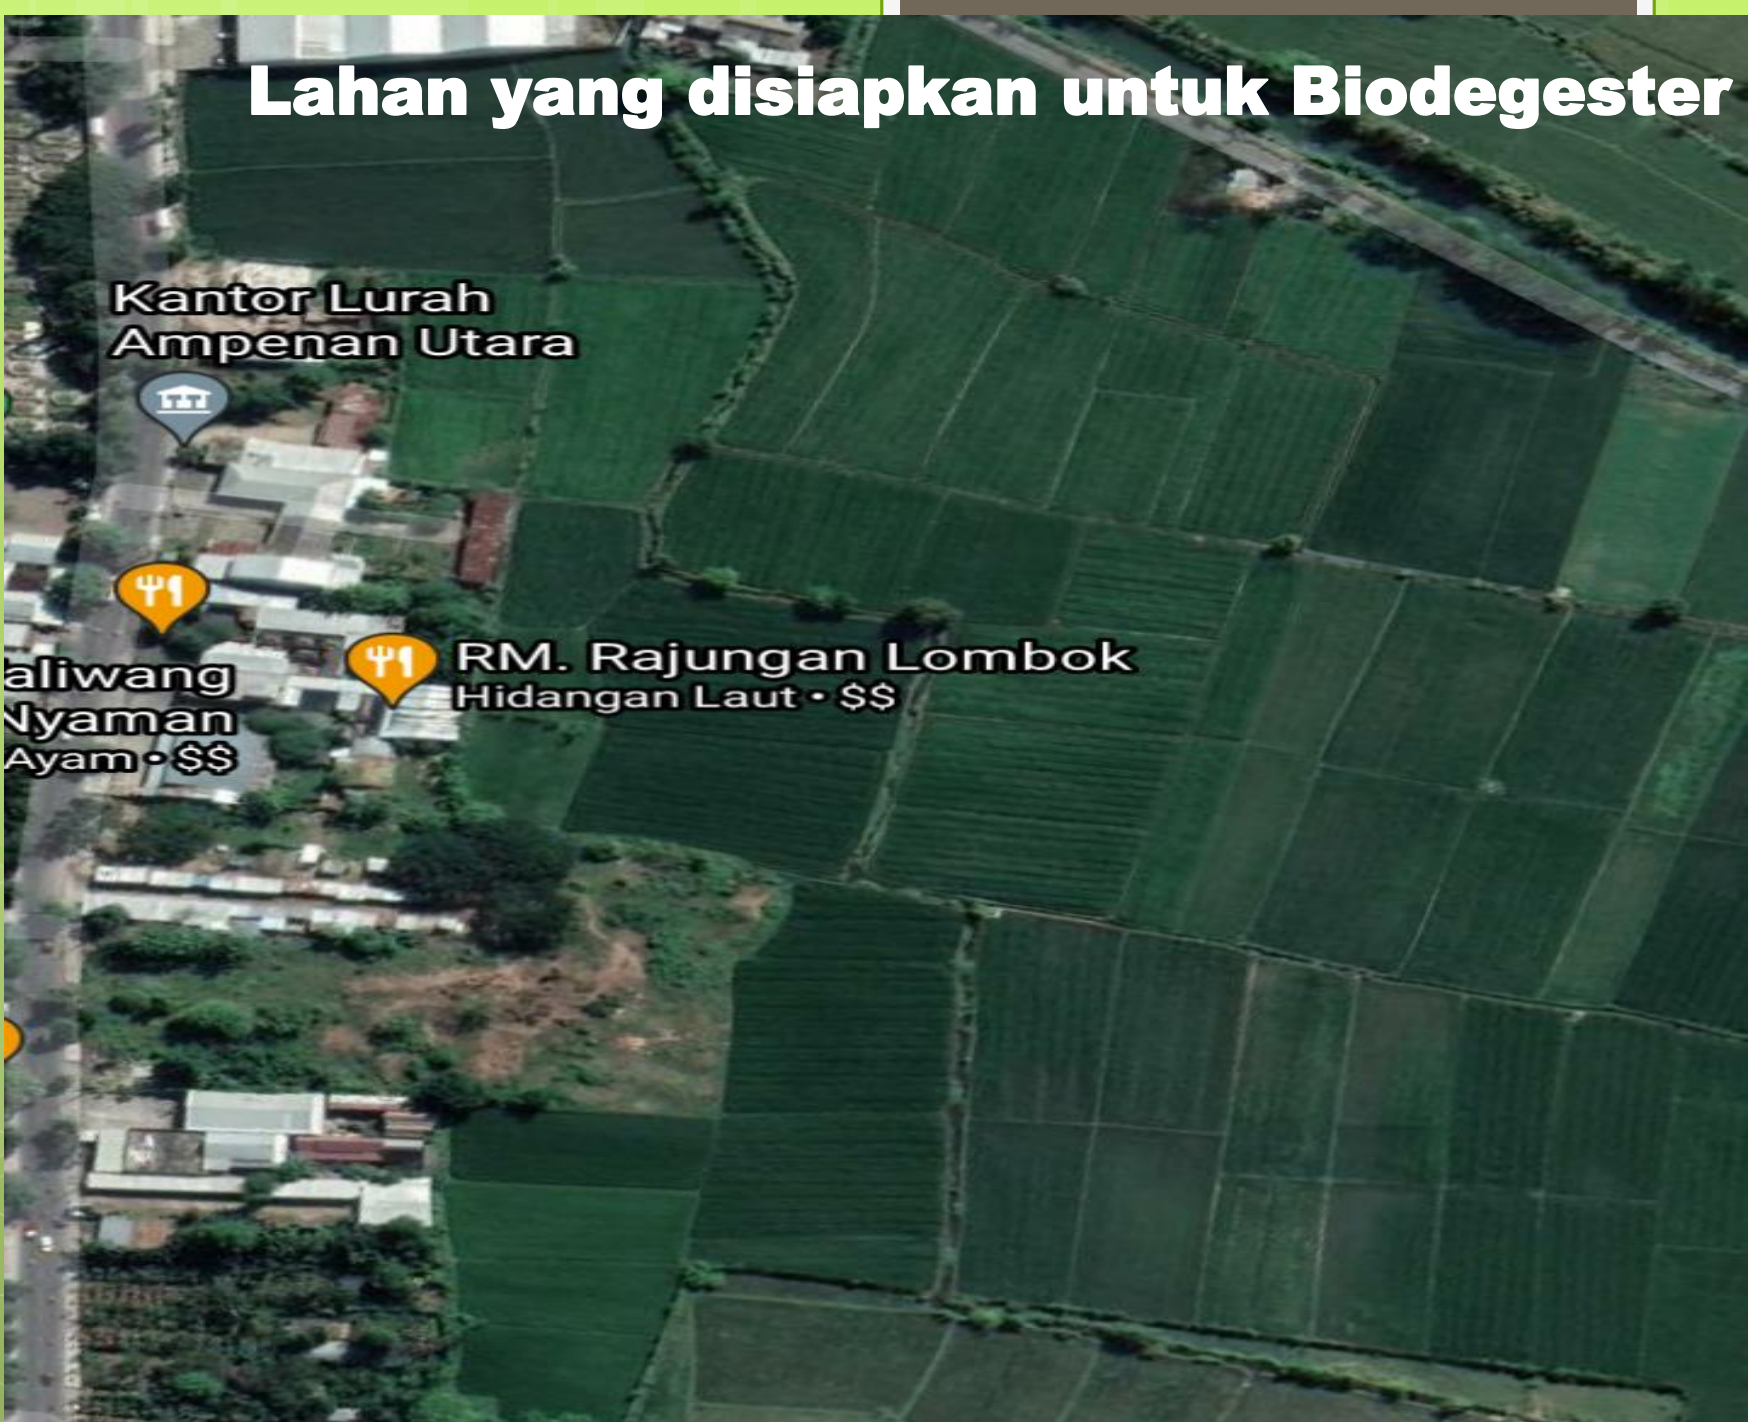 Lahan yang disiapkan untuk Biodegester
Kantor Lurah
Ampenan Utara
RM. Rajungan Lombok
Hidangan Laut • $$
aliwang
Nyaman
Ayam • $$